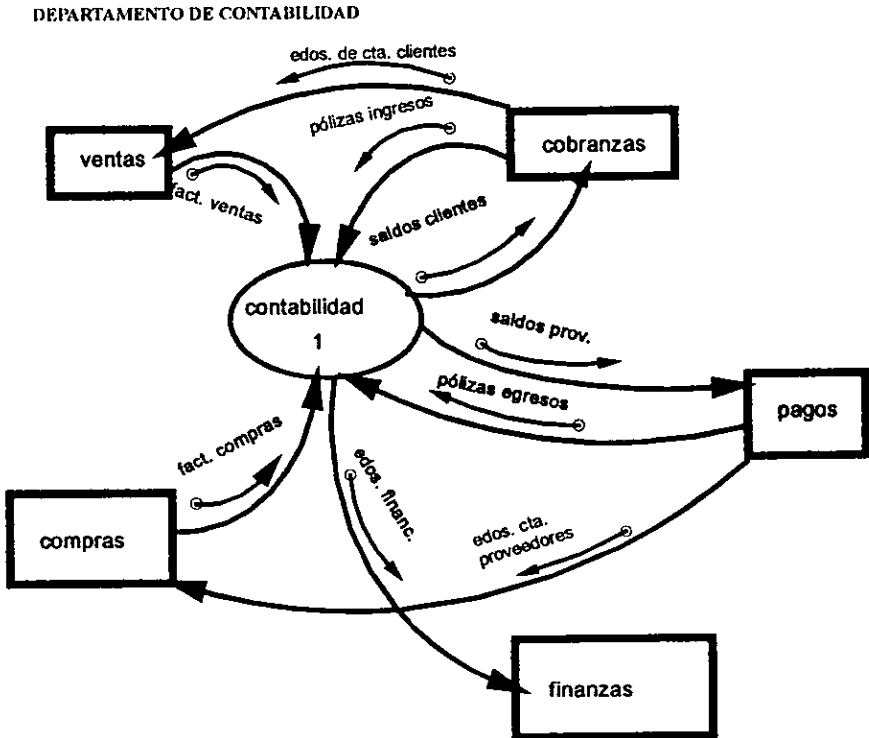 DEPARTAMENTO DE CONTABILIDAD
edos. de cta. clientes
pólizas ingresos
ventas
cobranzas
fact. ventas
saldos clientes
contabilidad
1
saldos prov.
pólizas egresos
pagos
fact. compras
edos. financ.
compras
edos. cta.
proveedores
finanzas